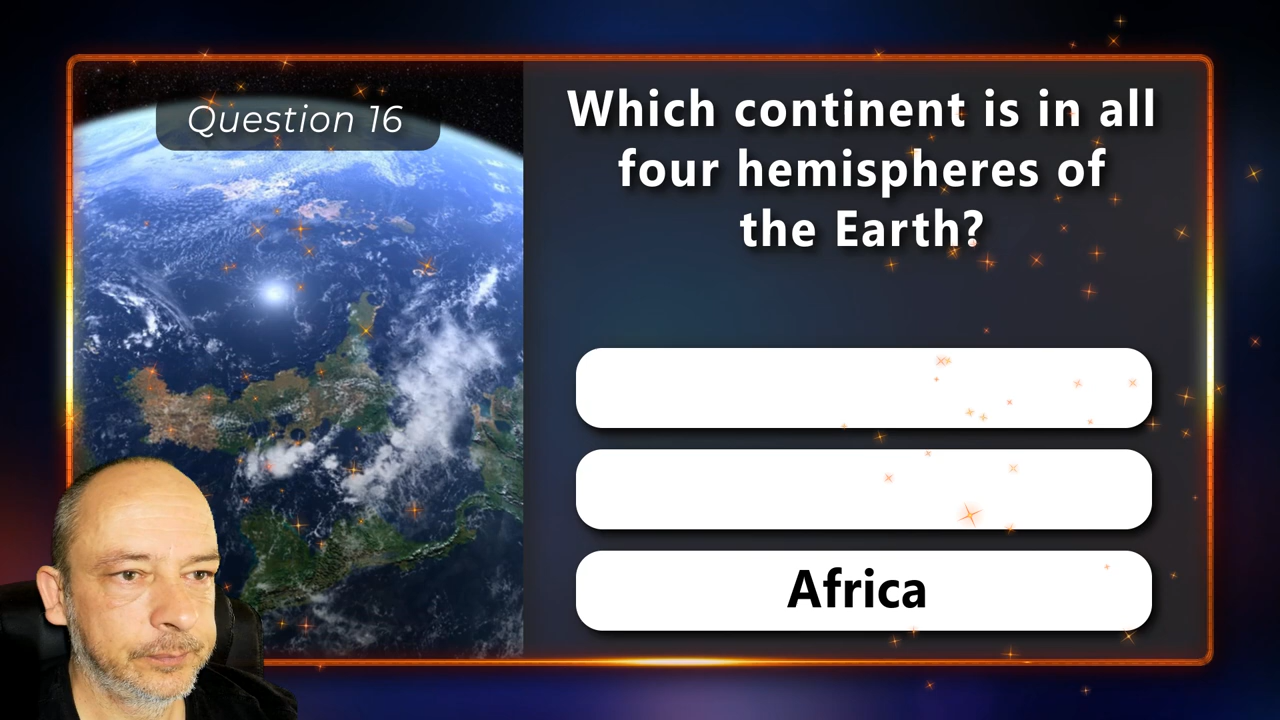 Question 16
Which continent is in all
four hemispheres of
the Earth?
Africa